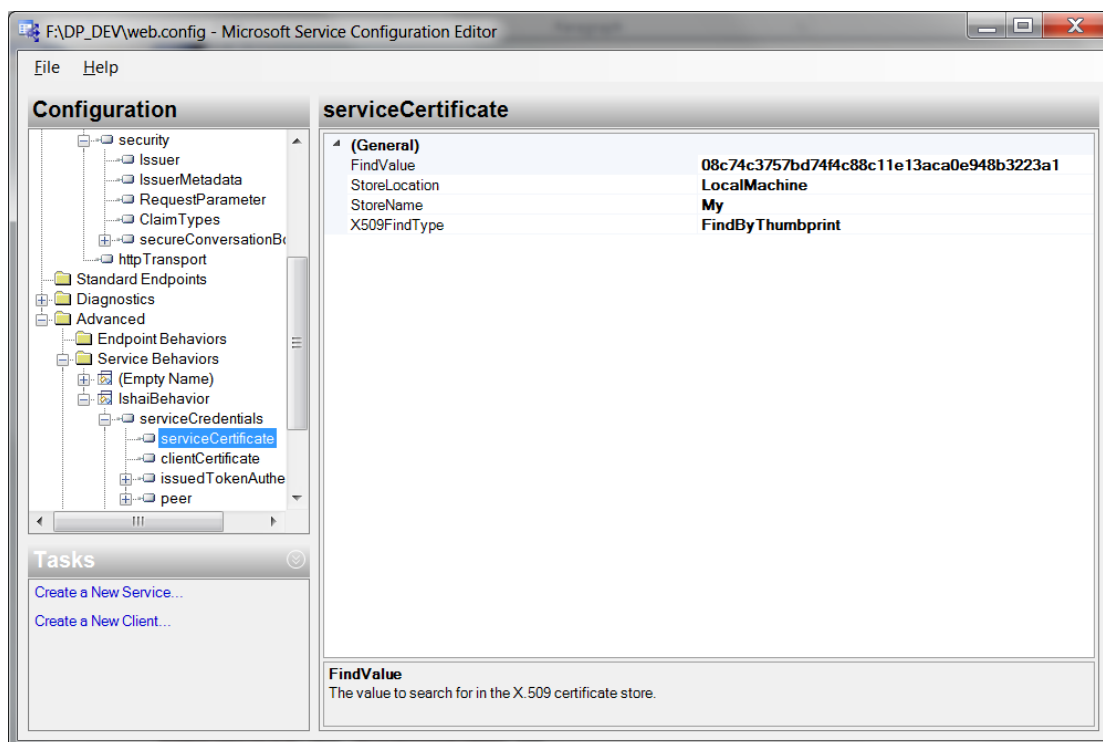 F:\DP_DEV\web.config - Microsoft Service Configuration Editor
File Help
Configuration
security
Issuer
IssuerMetadata
RequestParameter
ClaimTypes
secureConversationBo
httpTransport
Standard Endpoints
Diagnostics
Advanced
Endpoint Behaviors
Service Behaviors
(Empty Name)
IshaiBehavior
serviceCredentials
serviceCertificate
clientCertificate
issuedTokenAuthe
peer
Tasks
Create a New Service...
Create a New Client...
serviceCertificate
(General)
FindValue 08c74c3757bd74f4c88c11e13aca0e948b3223a1
StoreLocation LocalMachine
StoreName My
X509FindType FindByThumbprint
FindValue
The value to search for in the X.509 certificate store.